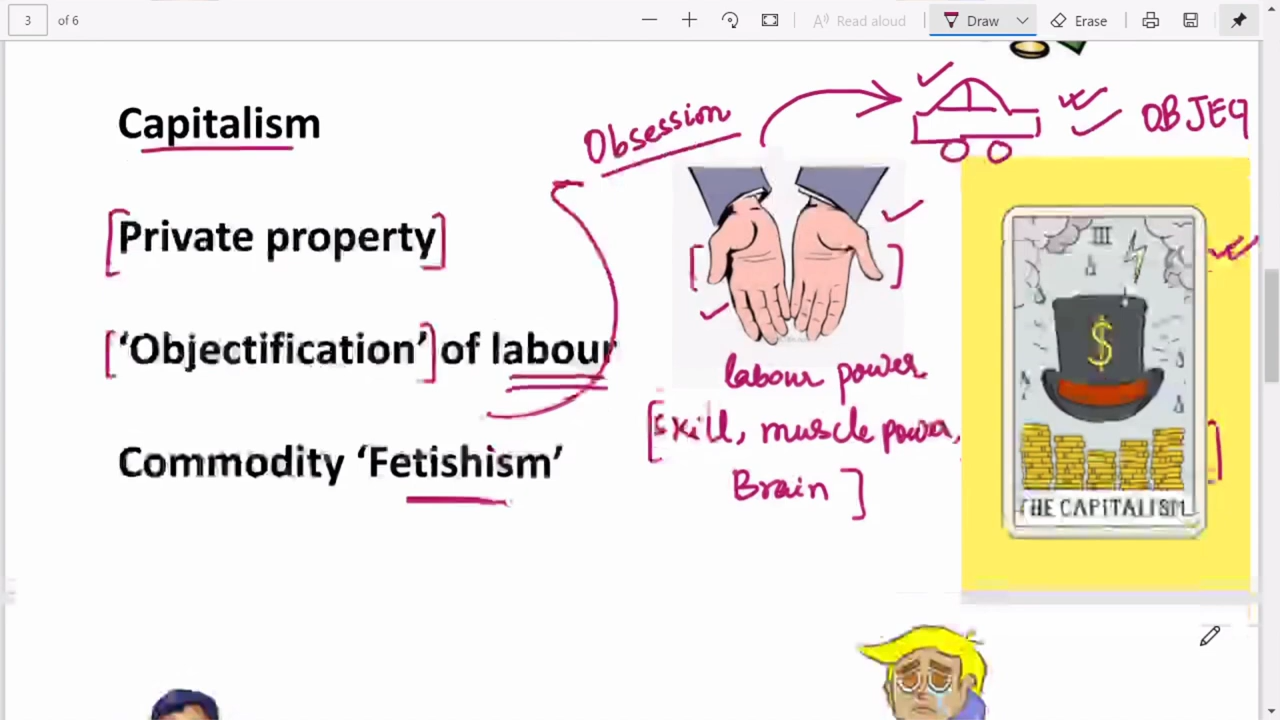 3 of 6
Read aloud
Draw
Erase
Capitalism
Obsession
OBJEC
Private property
'Objectification' of labour
labour power
Skill, muscle power,
Brain
Commodity 'Fetishism'
III
$
THE CAPITALISM